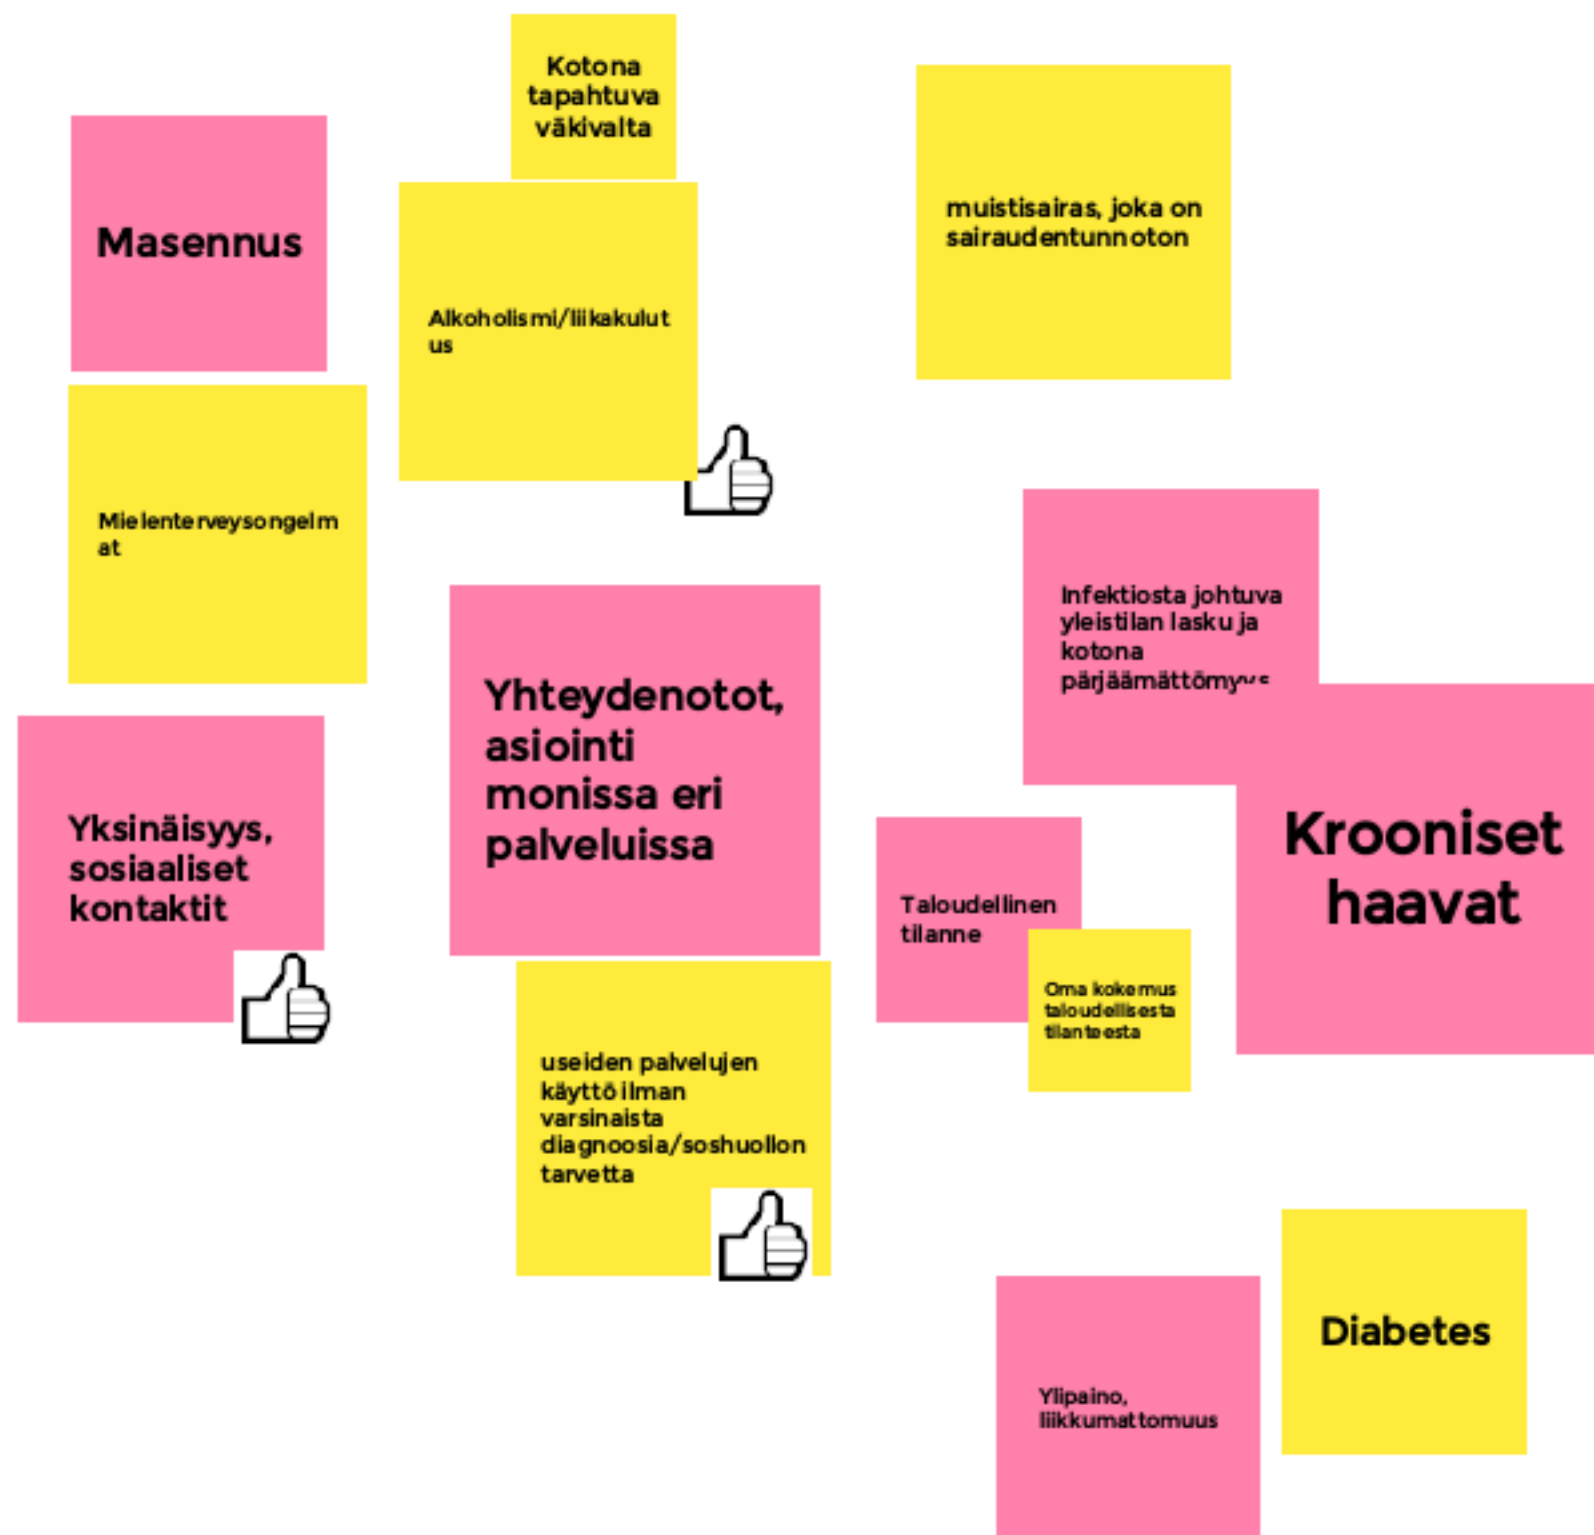 Kotona
tapahtuva
väkivalta
Masennus
muistisairas, joka on
sairaudentunnoton
Alkoholismi/liikakulut
us
Mielenterveysongelm
at
Infektiosta johtuva
yleistilan lasku ja
kotona
pärjäämättömyys
Yhteydenotot,
asiointi
monissa eri
palveluissa
Yksinäisyys,
sosiaaliset
kontaktit
Krooniset
haavat
Taloudellinen
tilanne
Oma kokemus
taloudellisesta
tilanteesta
useiden palvelujen
käyttö ilman
varsinaista
diagnoosia/soshuollon
tarvetta
Diabetes
Ylipaino,
liikkumattomuus